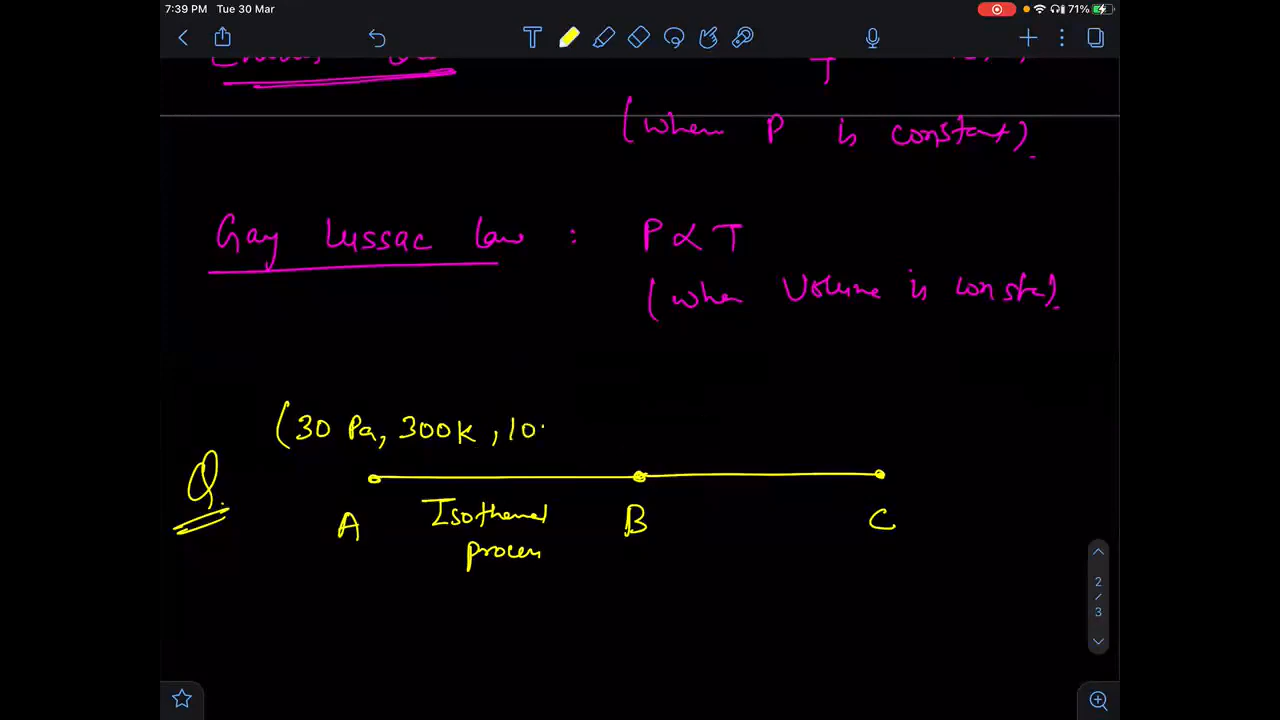 7:39 PM Tue 30 Mar
71%
T
(when P is constant).
Gay Lussac Law : P ∝ T
(when Volume is const).
(30 Pa, 300K, 10
Q.
A Isothermal B C
process
2
/
3